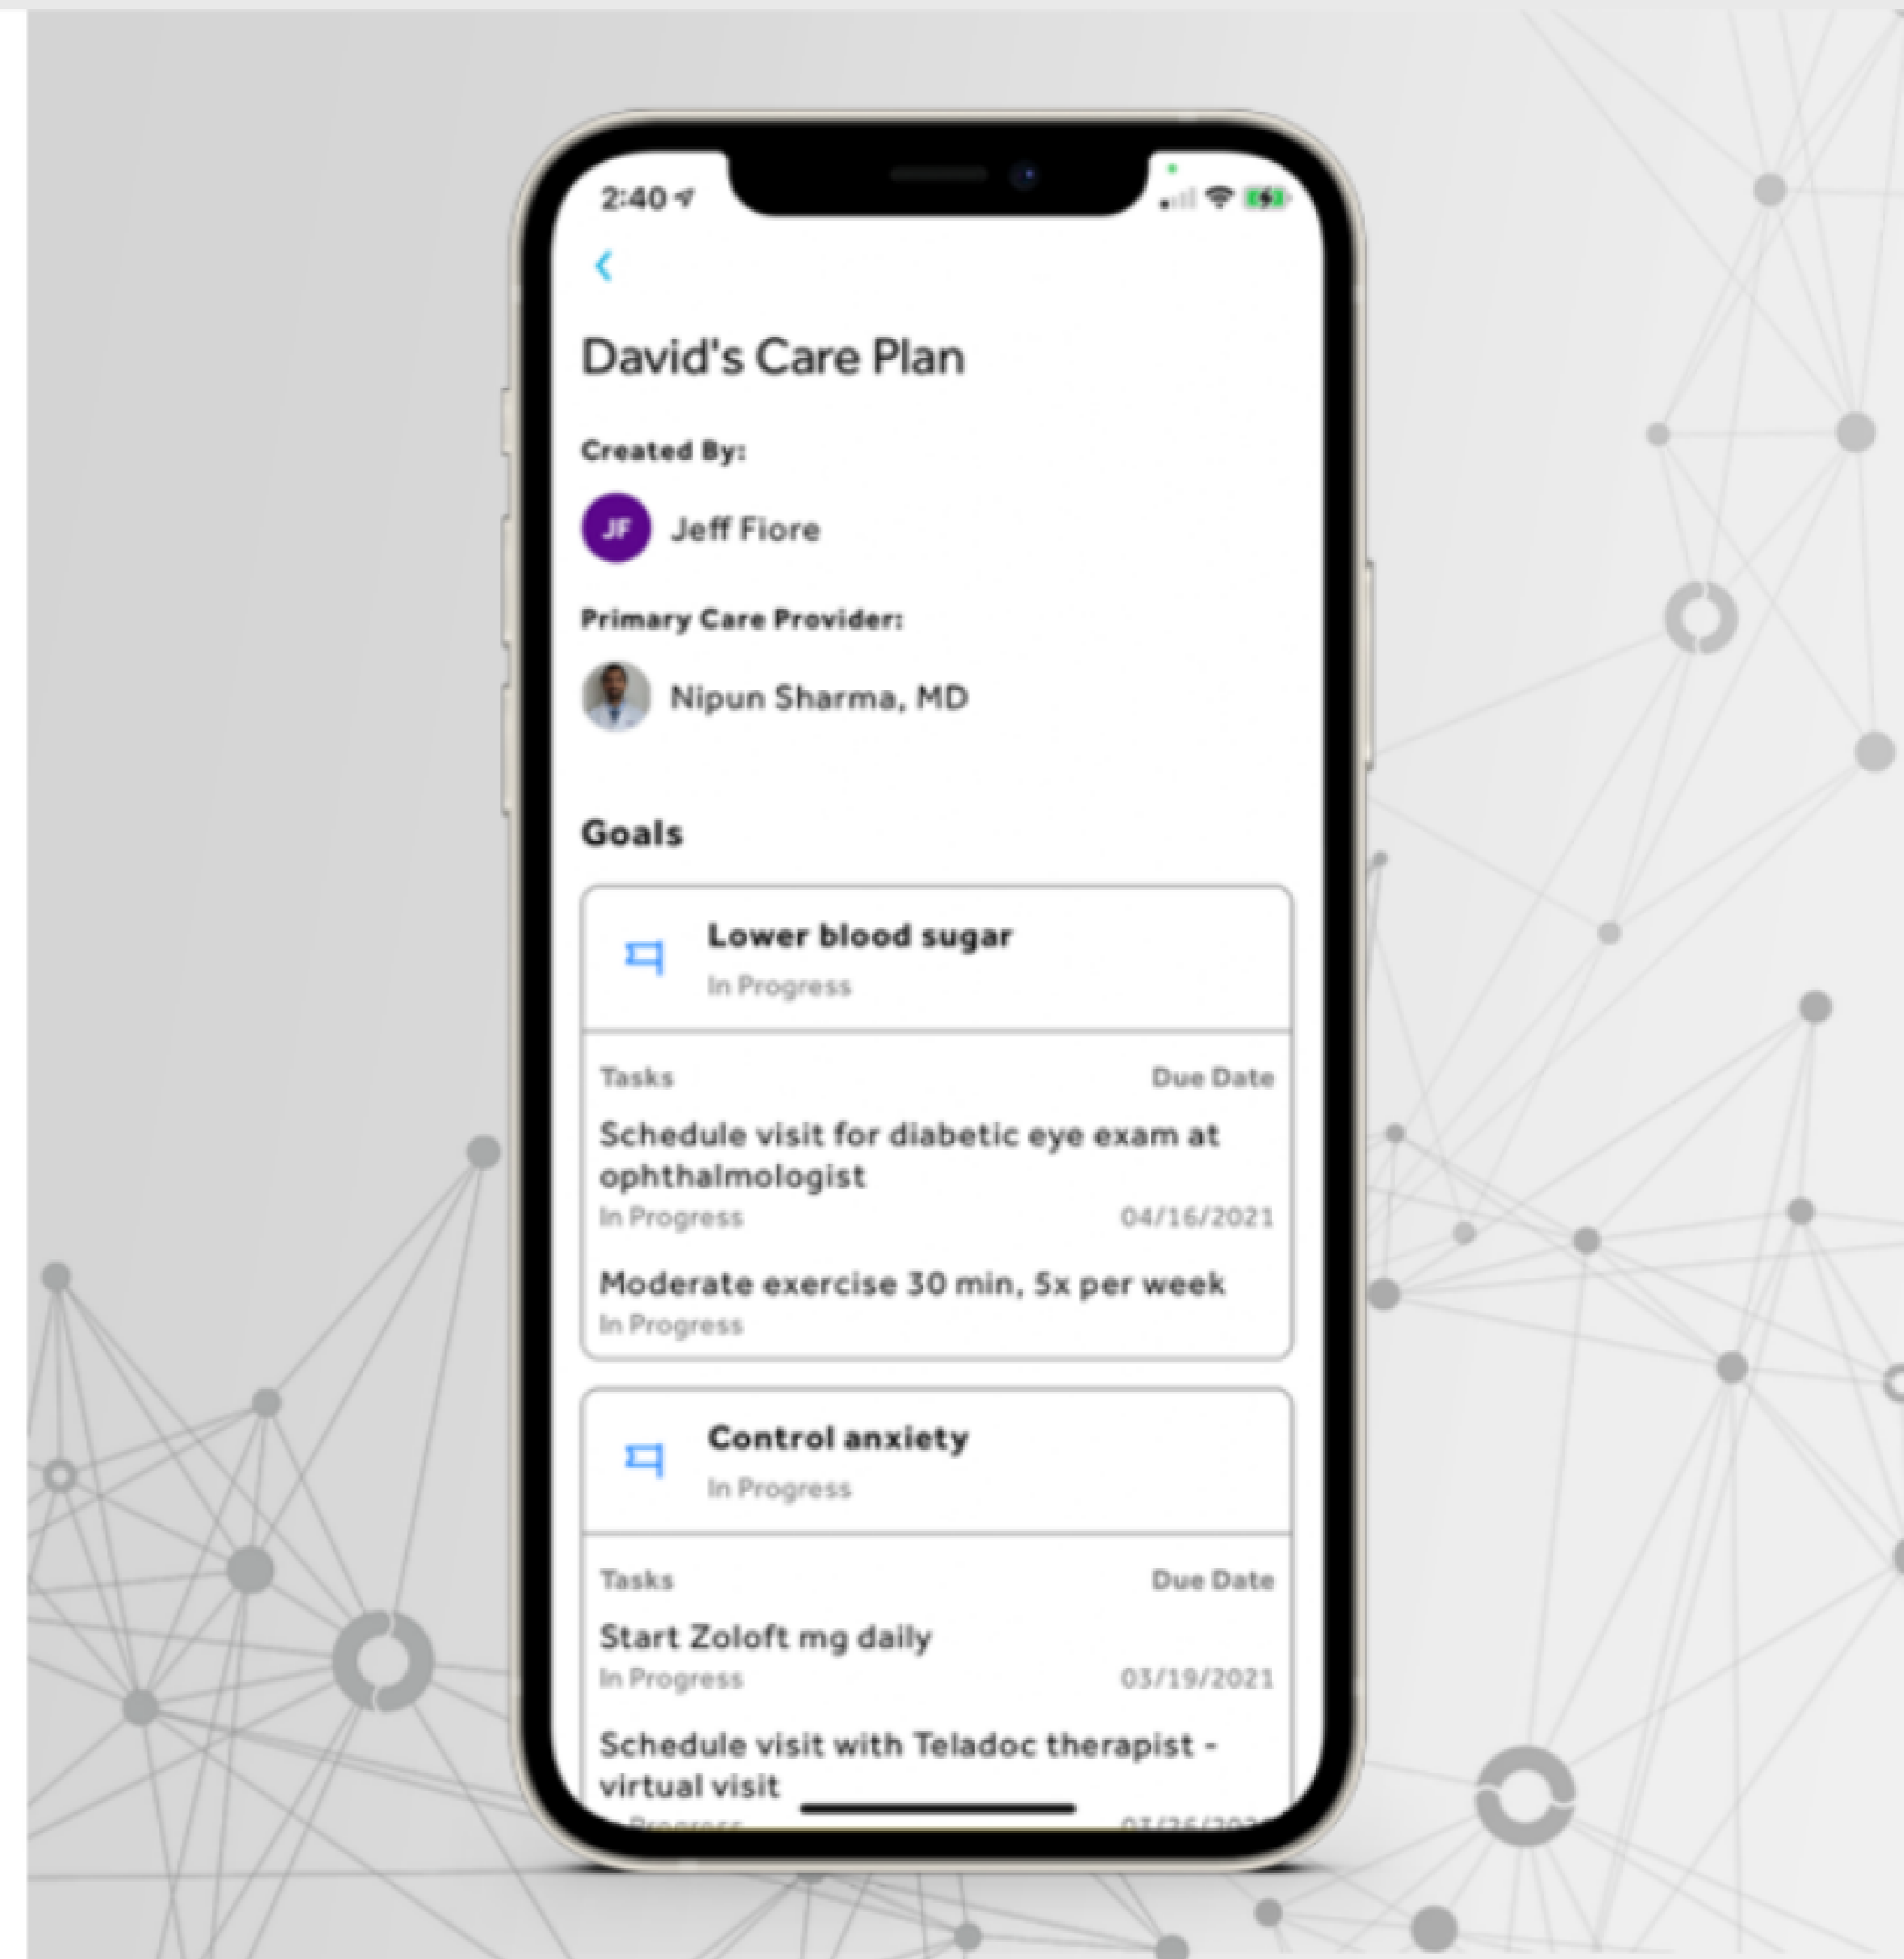 2:40
David's Care Plan
Created By:
JF Jeff Fiore
Primary Care Provider:
Nipun Sharma, MD
Goals
Lower blood sugar
In Progress
Tasks Due Date
Schedule visit for diabetic eye exam at
ophthalmologist
In Progress 04/16/2021
Moderate exercise 30 min, 5x per week
In Progress
Control anxiety
In Progress
Tasks Due Date
Start Zoloft mg daily
In Progress 03/19/2021
Schedule visit with Teladoc therapist -
virtual visit
Progress